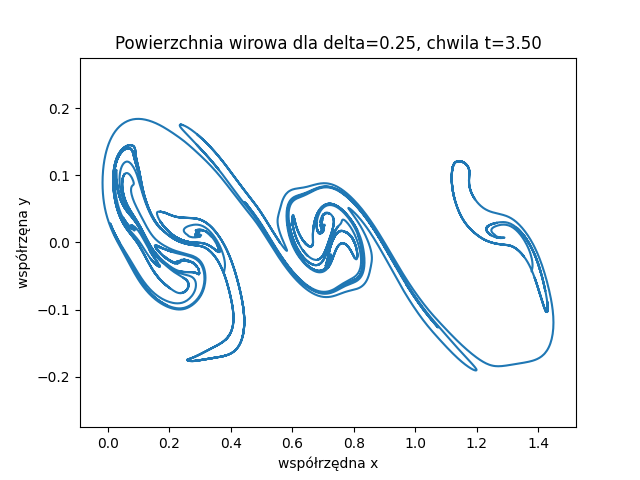 Powierzchnia wirowa dla delta=0.25, chwila t=3.50
0.2
0.1
0.0
−0.1
−0.2
współrzęna y
0.0 0.2 0.4 0.6 0.8 1.0 1.2 1.4
współrzędna x